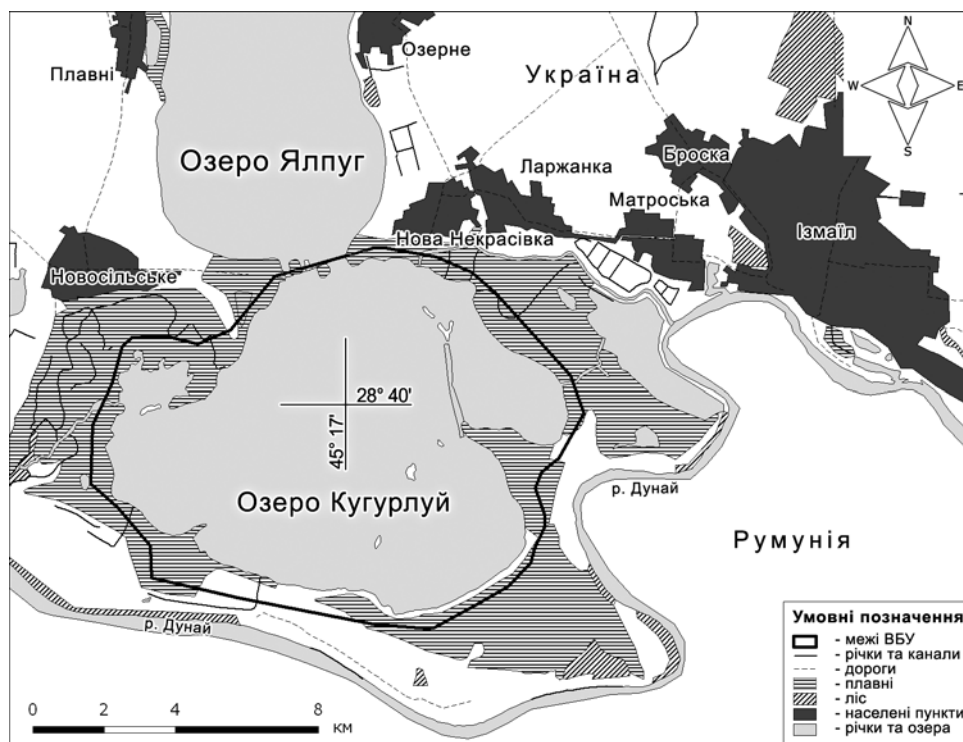 Плавні
Озерне
Україна
N
W
E
S
Озеро Ялпуг
Ларжанка
Броска
Матроська
Ізмаїл
Нова Некрасівка
Новосільське
28° 40'
45° 17'
Озеро Кугурлуй
р. Дунай
Румунія
р. Дунай
Умовні позначення
- межі ВБУ
- річки та канали
- дороги
- плавні
- ліс
- населені пункти
- річки та озера
0 2 4 8
км